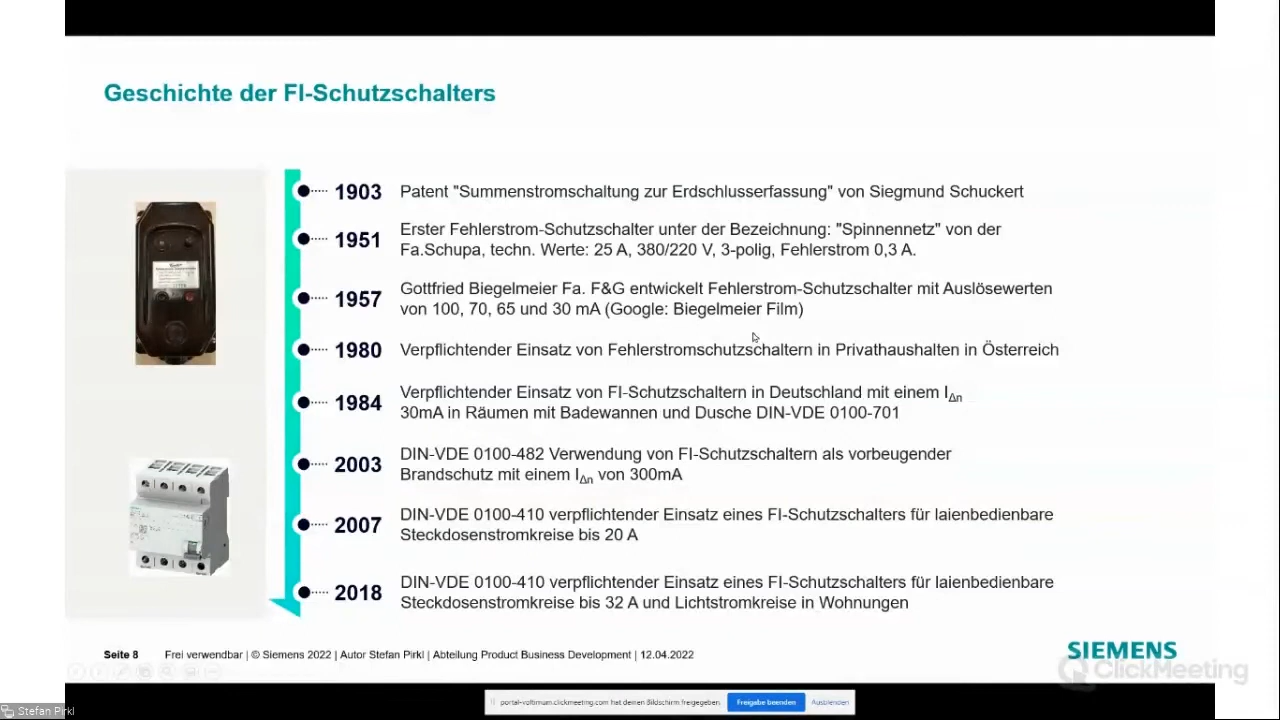 Geschichte der FI-Schutzschalters
1903 Patent "Summenstromschaltung zur Erdschlusserfassung" von Siegmund Schuckert
1951 Erster Fehlerstrom-Schutzschalter unter der Bezeichnung: "Spinnennetz" von der
Fa.Schupa, techn. Werte: 25 A, 380/220 V, 3-polig, Fehlerstrom 0,3 A.
1957 Gottfried Biegelmeier Fa. F&G entwickelt Fehlerstrom-Schutzschalter mit Auslösewerten
von 100, 70, 65 und 30 mA (Google: Biegelmeier Film)
1980 Verpflichtender Einsatz von Fehlerstromschutzschaltern in Privathaushalten in Österreich
1984 Verpflichtender Einsatz von FI-Schutzschaltern in Deutschland mit einem IΔn
30mA in Räumen mit Badewannen und Dusche DIN-VDE 0100-701
2003 DIN-VDE 0100-482 Verwendung von FI-Schutzschaltern als vorbeugender
Brandschutz mit einem IΔn von 300mA
2007 DIN-VDE 0100-410 verpflichtender Einsatz eines FI-Schutzschalters für laienbedienbare
Steckdosenstromkreise bis 20 A
2018 DIN-VDE 0100-410 verpflichtender Einsatz eines FI-Schutzschalters für laienbedienbare
Steckdosenstromkreise bis 32 A und Lichtstromkreise in Wohnungen
Seite 8 Frei verwendbar | © Siemens 2022 | Autor Stefan Pirkl | Abteilung Product Business Development | 12.04.2022
SIEMENS
ClickMeeting
portal-voltimum.clickmeeting.com hat deinen Bildschirm freigegeben. Freigabe beenden Ausblenden
Stefan Pirkl